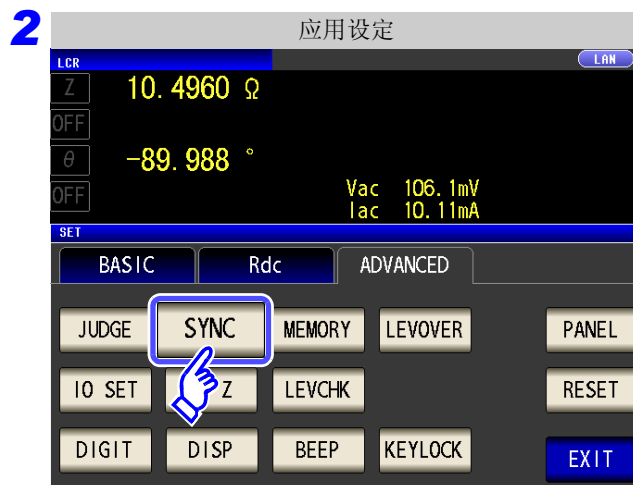 2
应用设定
LCR LAN
Z 10.4960 Ω
OFF
θ -89.988 °
OFF Vac 106.1mV
Iac 10.11mA
SET
BASIC Rdc ADVANCED
JUDGE SYNC MEMORY LEVOVER PANEL
IO SET Z LEVCHK RESET
DIGIT DISP BEEP KEYLOCK EXIT